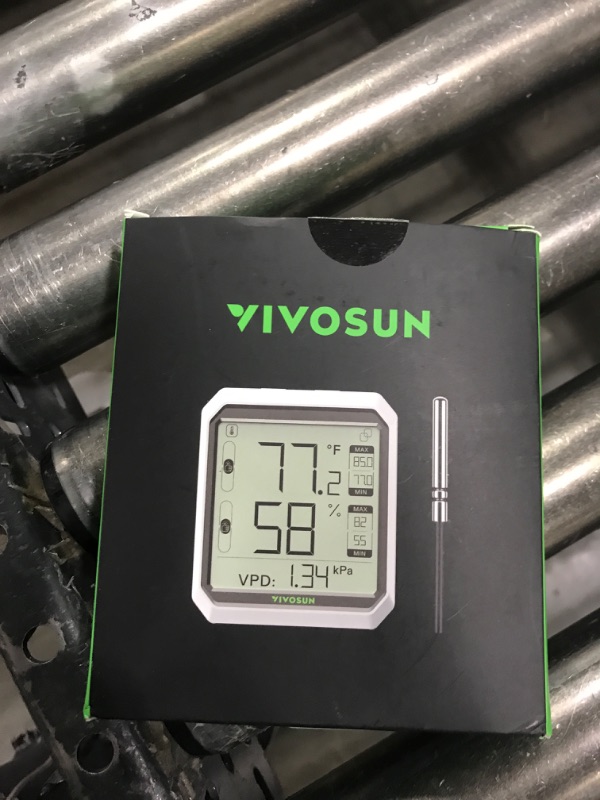 VIVOSUN
77.2 °F
MAX
85.0
77.0
MIN
58 %
MAX
82
55
MIN
VPD: 1.34 kPa
VIVOSUN